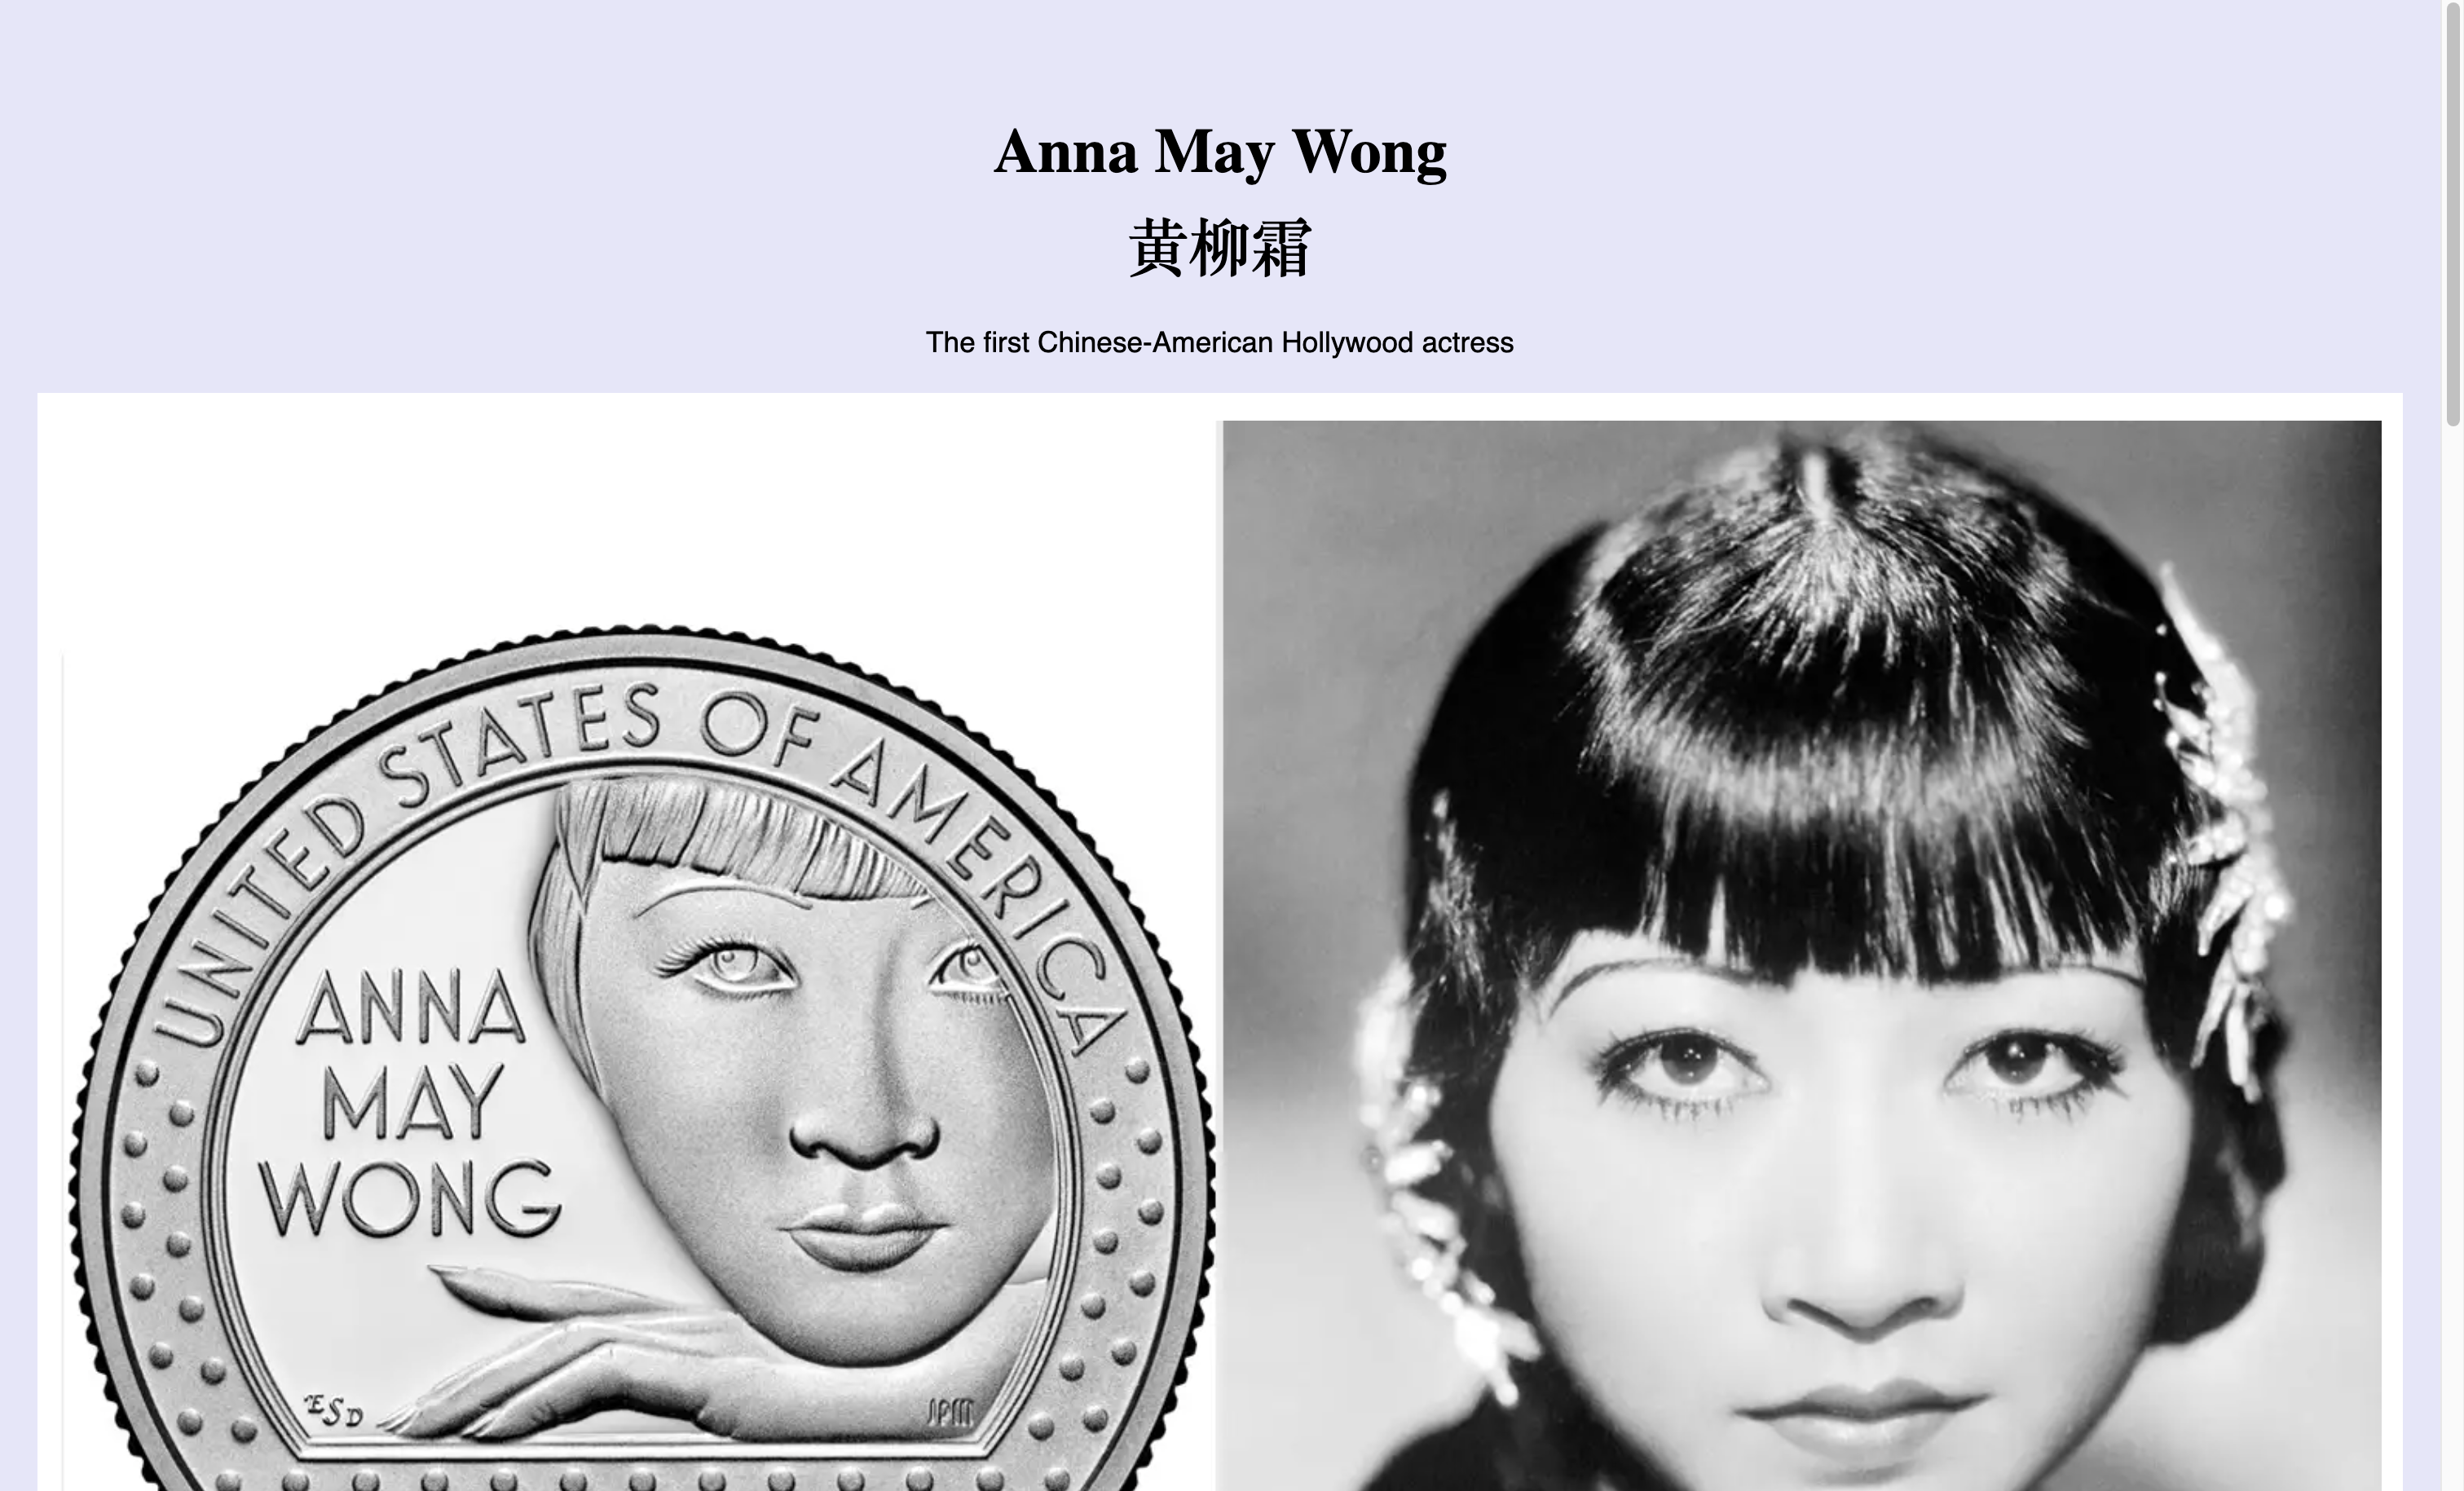 Anna May Wong
黄柳霜
The first Chinese-American Hollywood actress
UNITED STATES OF AMERICA
ANNA
MAY
WONG
ESD
JPM